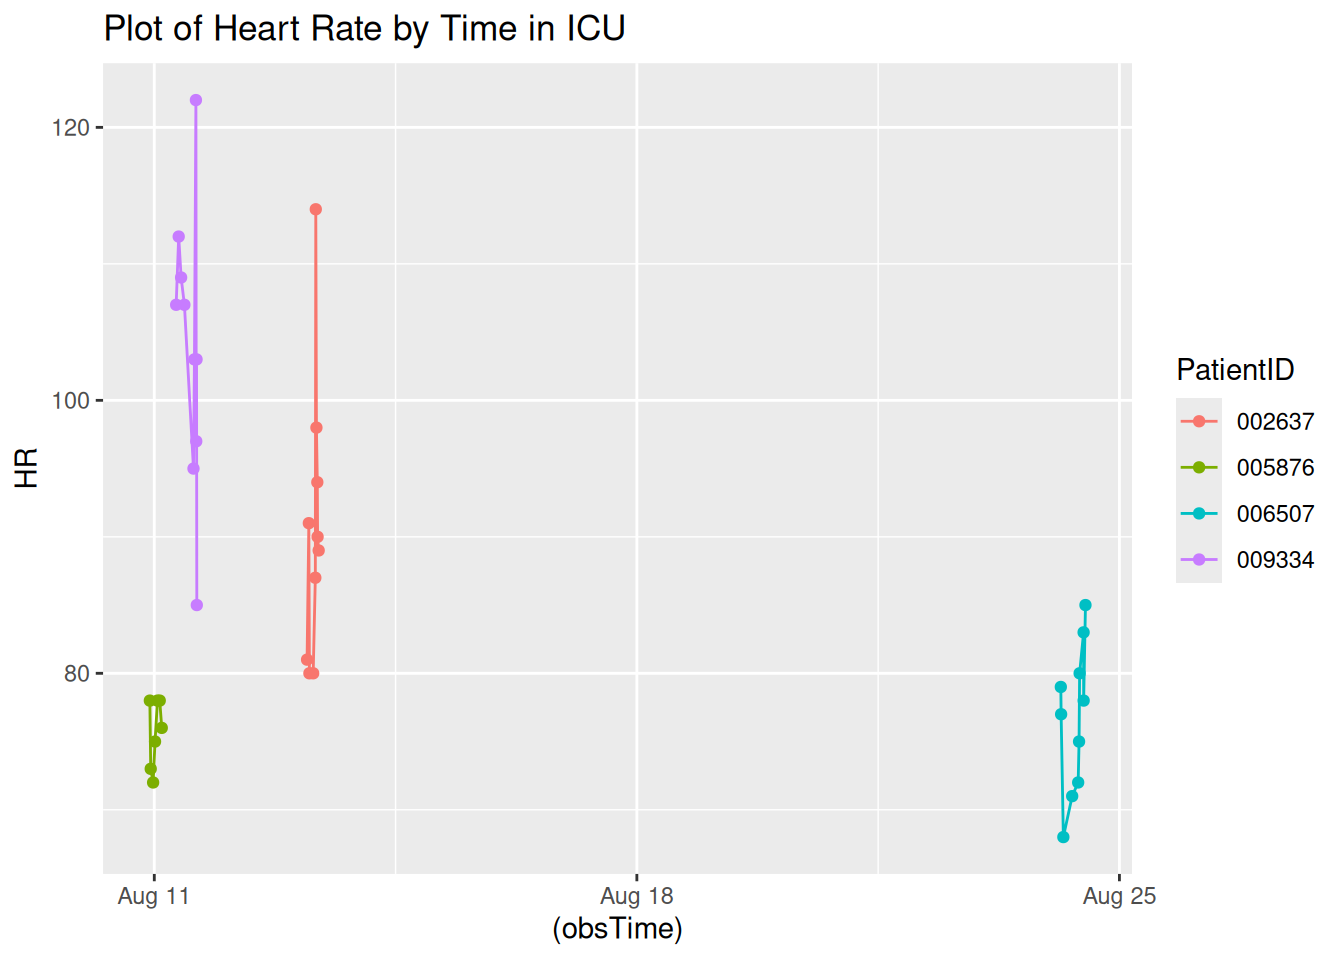 Plot of Heart Rate by Time in ICU
120
100
80
HR
Aug 11
Aug 18
Aug 25
(obsTime)
PatientID
002637
005876
006507
009334